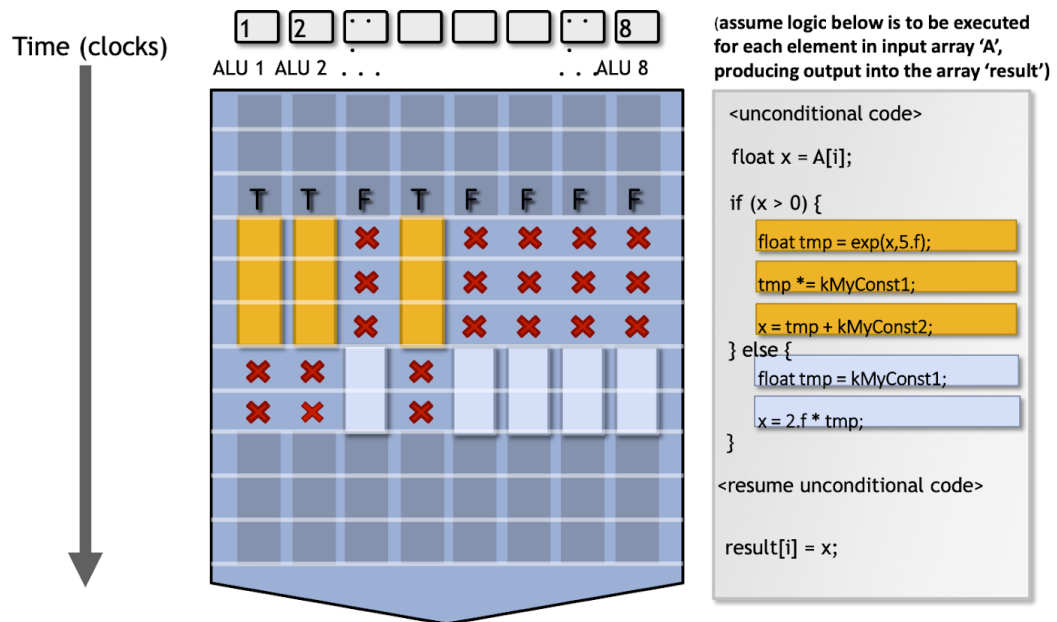 1 2 . . . . . . 8
Time (clocks)
ALU 1 ALU 2 . . . . . . ALU 8
T T F T F F F F
(assume logic below is to be executed
for each element in input array ‘A’,
producing output into the array ‘result’)
<unconditional code>
float x = A[i];
if (x > 0) {
float tmp = exp(x,5.f);
tmp *= kMyConst1;
x = tmp + kMyConst2;
} else {
float tmp = kMyConst1;
x = 2.f * tmp;
}
<resume unconditional code>
result[i] = x;